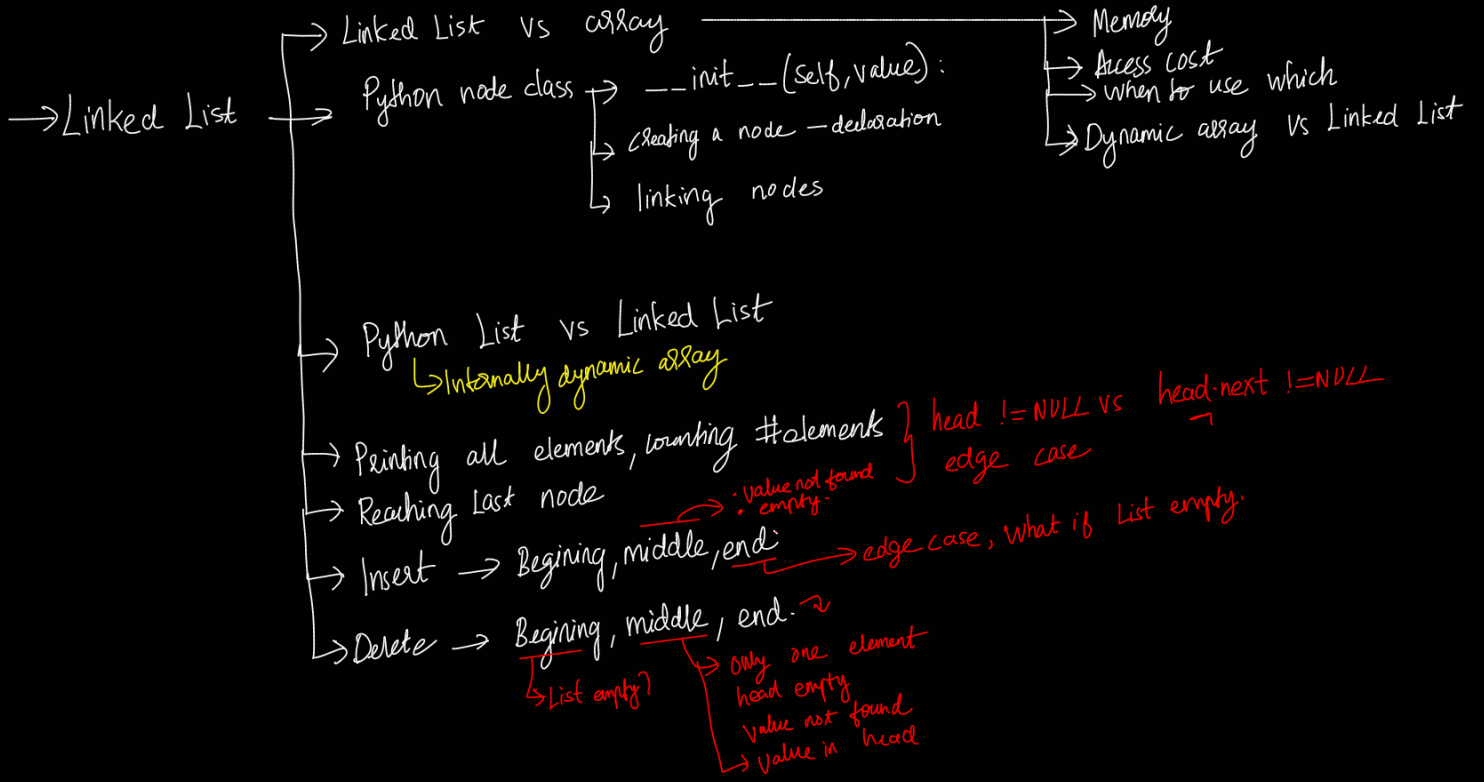 Linked List vs array
Memory
Access cost
when to use which
Dynamic array vs Linked List
Linked List
Python node class
__init__(self, value):
creating a node - declaration
linking nodes
Python List vs Linked List
Internally dynamic array
Printing all elements, counting #elements
head != NULL vs head.next != NULL
edge case
Reaching Last node
: value not found
. empty.
Insert → Begining, middle, end.
edge case, what if List empty.
Delete → Begining, middle, end.
List empty?
only one element
head empty
value not found
value in head